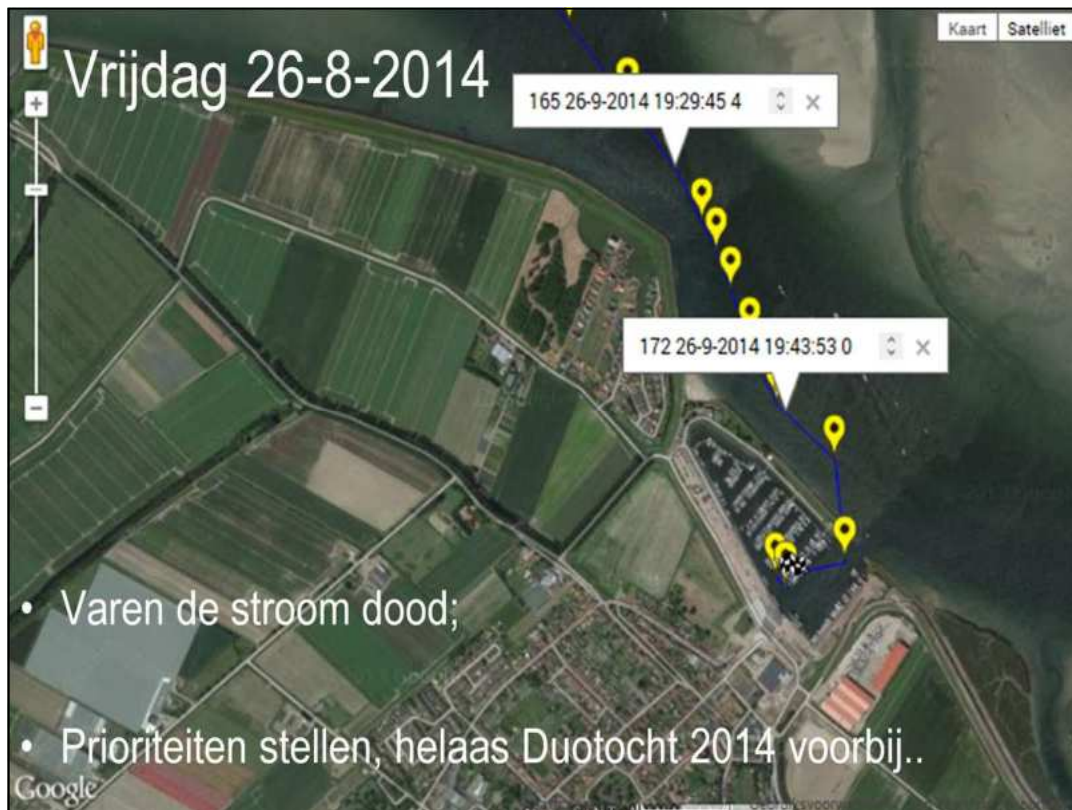 Kaart Satelliet
Vrijdag 26-8-2014
165 26-9-2014 19:29:45 4
172 26-9-2014 19:43:53 0
• Varen de stroom dood;
• Prioriteiten stellen, helaas Duotocht 2014 voorbij..
Google